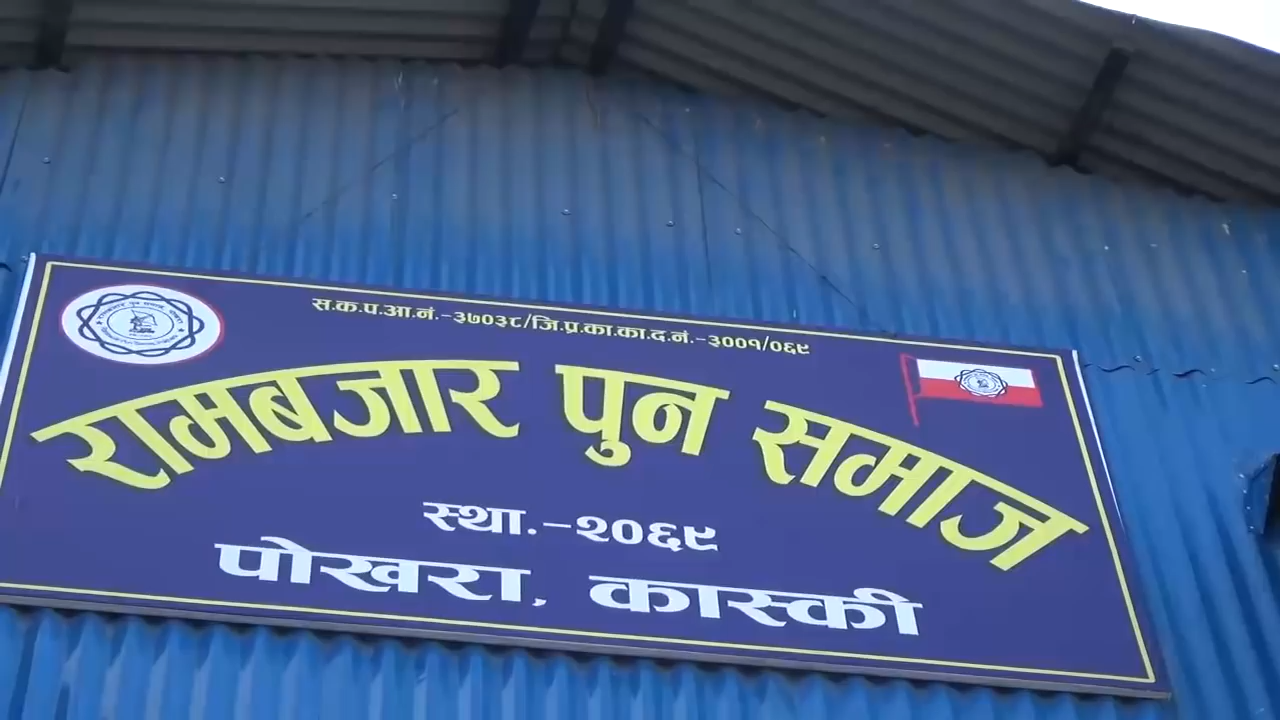 स.क.प.आ.नं.-३७०३८/जि.प्र.का.का.द.नं.-३००१/०६९
रामबजार पुन समाज
स्था.-२०६९
पोखरा, कास्की